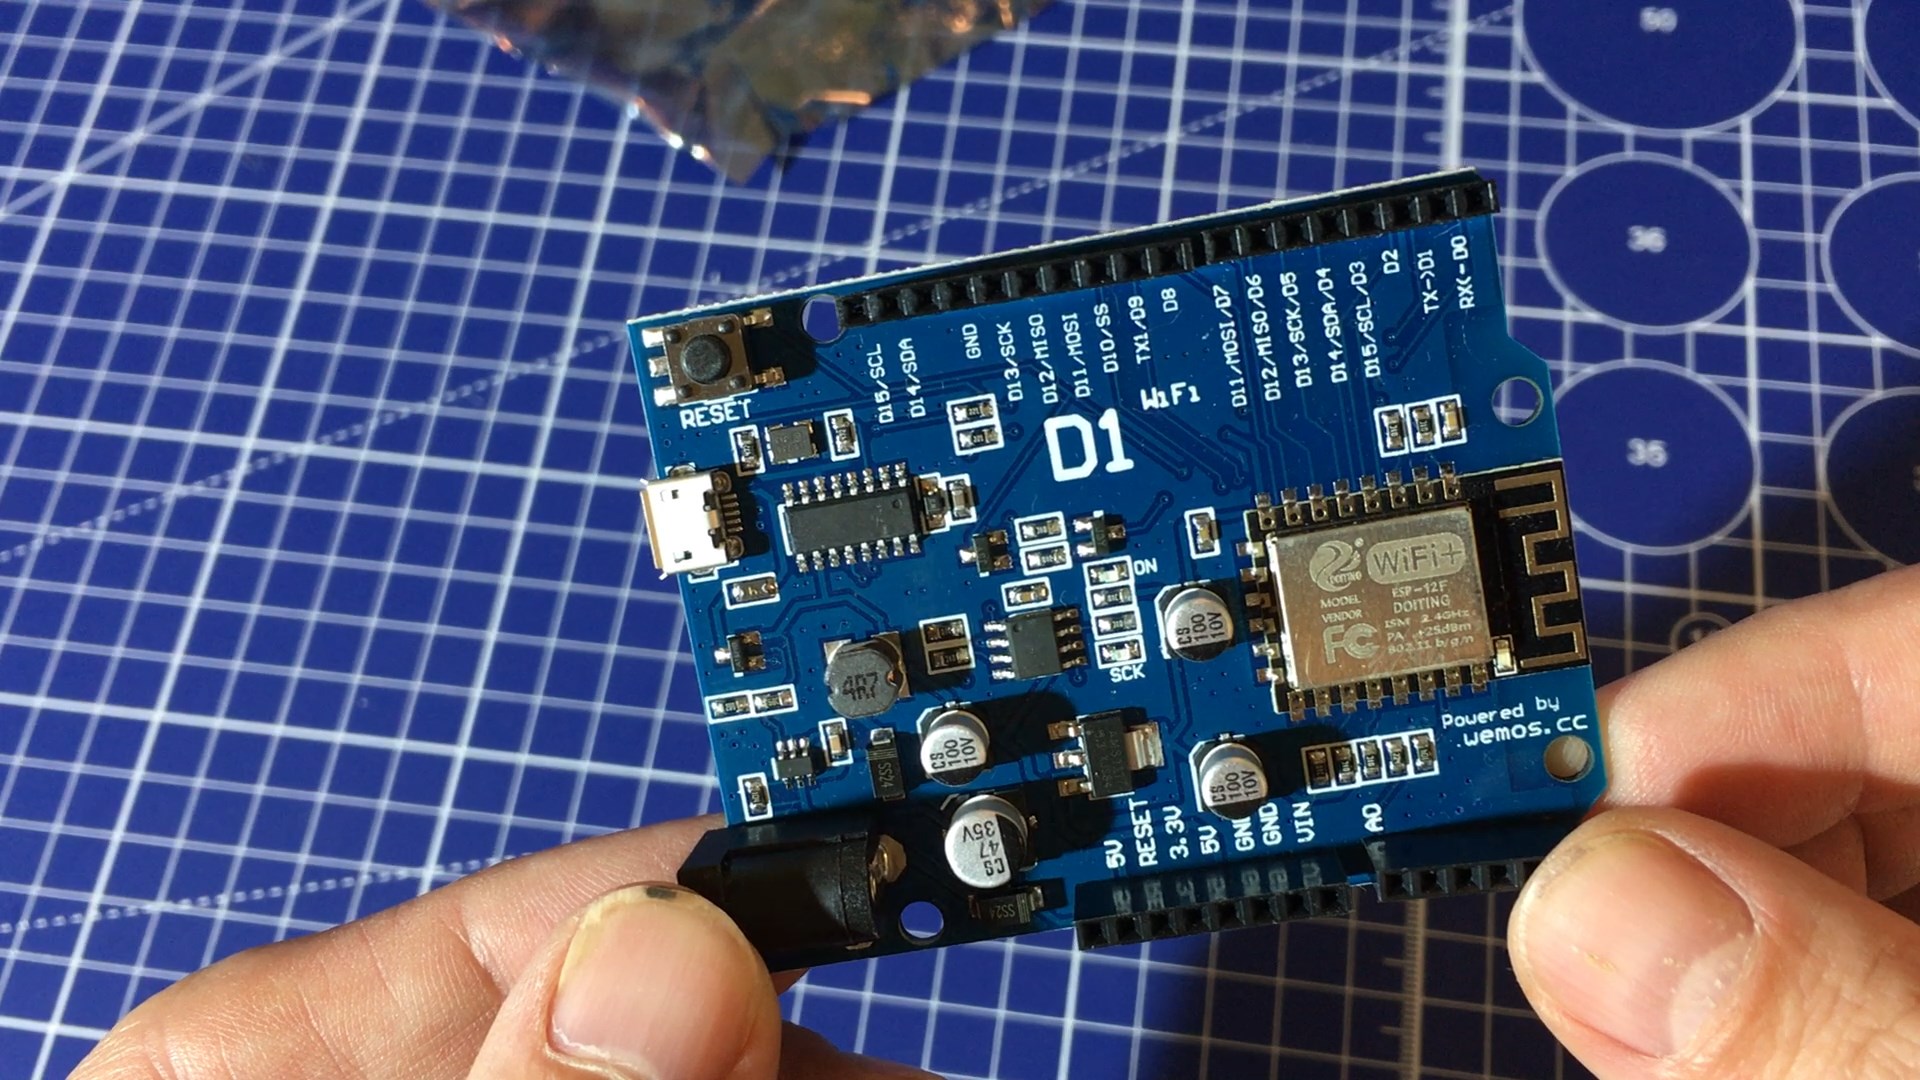 50
36
35
RESET
D15/SCL
D14/SDA
GND
D13/SCK
D12/MISO
D11/MOSI
D10/SS
TX1/D9
D8
D11/MOSI/D7
D12/MISO/D6
D13/SCK/D5
D14/SDA/D4
D15/SCL/D3
D2
TX->D1
RX<-D0
WiFi
D1
ON
SCK
WiFi+
MODEL ESP-12F
VENDOR DOITING
FC
ISM 2.4GHz
PA +25dBm
802.11 b/g/n
CS
100
10V
4R7
CS
100
10V
CS
100
10V
SS24
CS
47
35V
SS24
Powered by
.wemos.cc
5V
RESET
3.3V
5V
GND
GND
VIN
A0